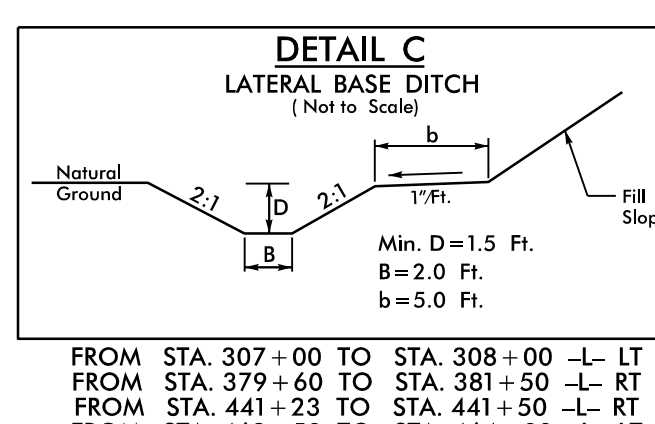 DETAIL C
LATERAL BASE DITCH
( Not to Scale)
b
Natural
Ground
2:1
D
2:1
1"/Ft.
Fill
B
Min. D=1.5 Ft.
B=2.0 Ft.
b=5.0 Ft.
FROM STA. 307+00 TO STA. 308+00 -L- LT
FROM STA. 379+60 TO STA. 381+50 -L- RT
FROM STA. 441+23 TO STA. 441+50 -L- RT